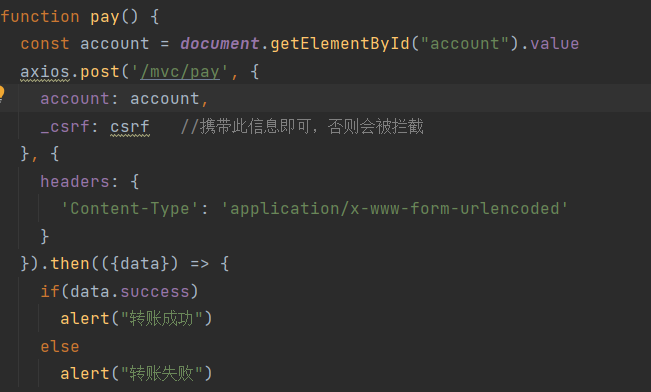 function pay() {
  const account = document.getElementById("account").value
  axios.post('/mvc/pay', {
    account: account,
    _csrf: csrf   //携带此信息即可，否则会被拦截
  }, {
    headers: {
      'Content-Type': 'application/x-www-form-urlencoded'
    }
  }).then(({data}) => {
    if(data.success)
      alert("转账成功")
    else
      alert("转账失败")